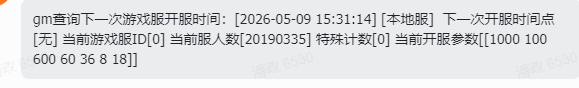 gm查询下一次游戏服开服时间：[2026-05-09 15:31:14] [本地服]  下一次开服时间点
[无] 当前游戏服ID[0] 当前服人数[20190335] 特殊计数[0] 当前开服参数[[1000 100
600 60 36 8 18]]